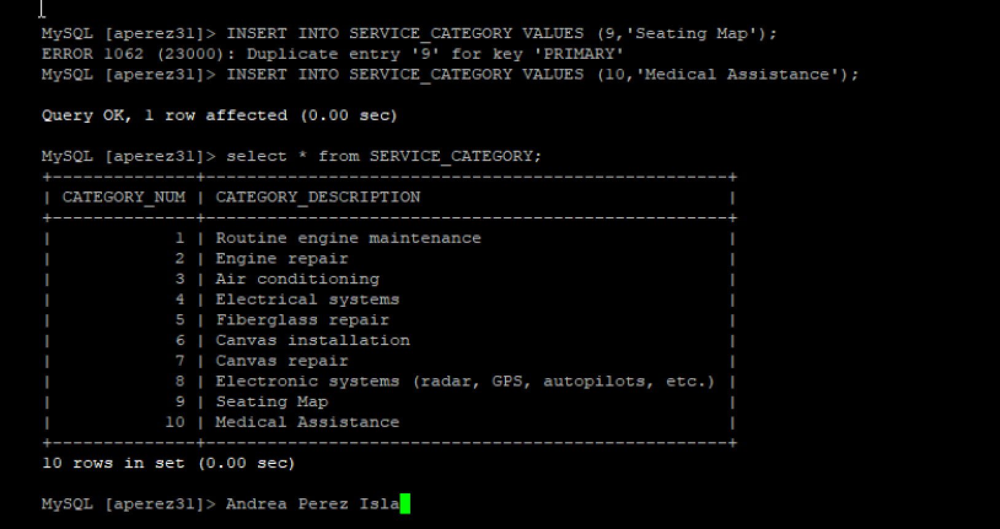 MySQL [aperez31]> INSERT INTO SERVICE_CATEGORY VALUES (9,'Seating Map');
ERROR 1062 (23000): Duplicate entry '9' for key 'PRIMARY'
MySQL [aperez31]> INSERT INTO SERVICE_CATEGORY VALUES (10,'Medical Assistance');
Query OK, 1 row affected (0.00 sec)
MySQL [aperez31]> select * from SERVICE_CATEGORY;
+--------------+---------------------------------------------------+
| CATEGORY_NUM | CATEGORY_DESCRIPTION                              |
+--------------+---------------------------------------------------+
|            1 | Routine engine maintenance                        |
|            2 | Engine repair                                     |
|            3 | Air conditioning                                  |
|            4 | Electrical systems                                |
|            5 | Fiberglass repair                                 |
|            6 | Canvas installation                               |
|            7 | Canvas repair                                     |
|            8 | Electronic systems (radar, GPS, autopilots, etc.) |
|            9 | Seating Map                                       |
|           10 | Medical Assistance                                |
+--------------+---------------------------------------------------+
10 rows in set (0.00 sec)
MySQL [aperez31]> Andrea Perez Isla